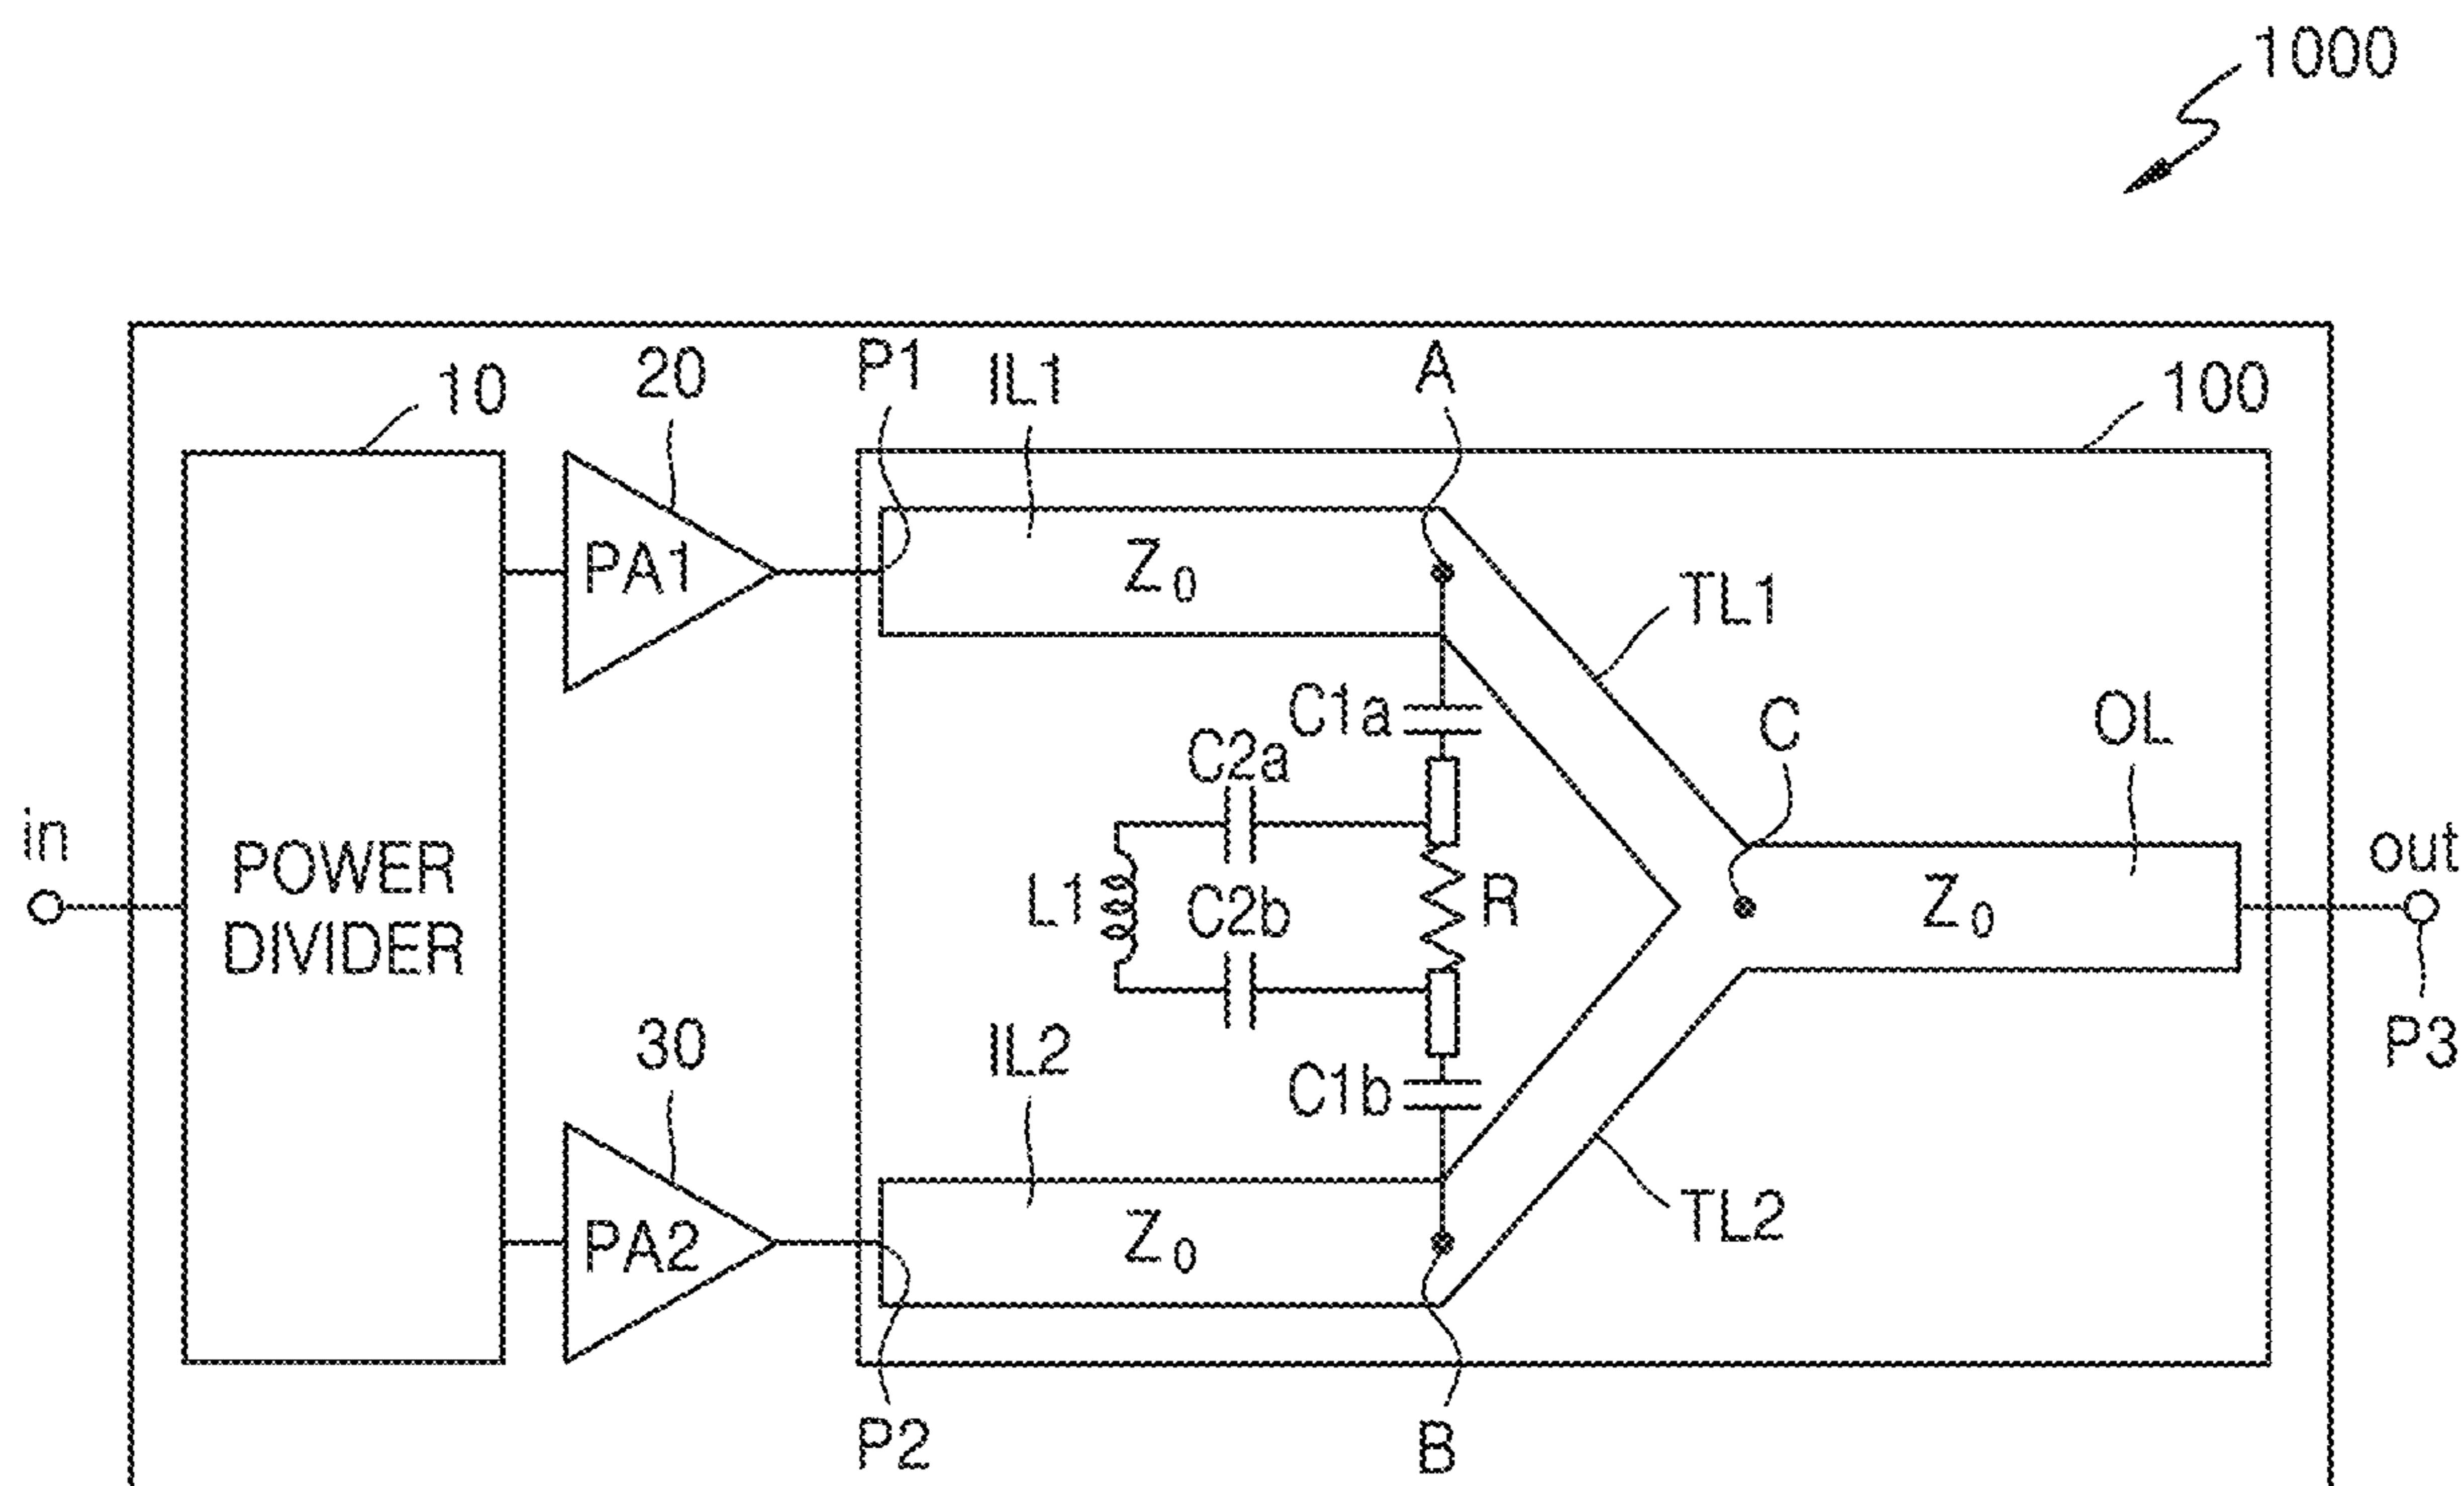 1000
10
20
P1
IL1
A
100
PA1
Z0
TL1
C1a
C
OL
C2a
in
POWER
DIVIDER
L1
C2b
R
Z0
out
P3
30
IL2
C1b
PA2
Z0
TL2
P2
B